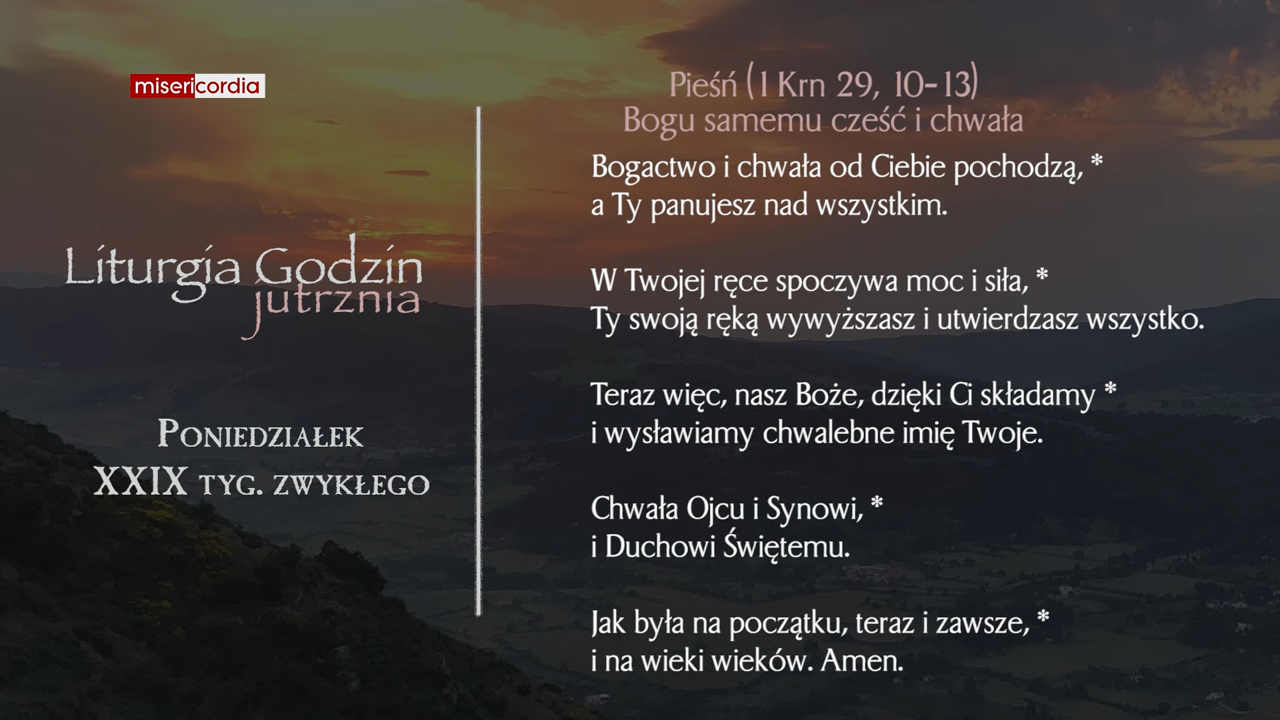 misericordia
Liturgia Godzin
jutrznia
Poniedziałek
XXIX tyg. zwykłego
Pieśń (1 Krn 29, 10-13)
Bogu samemu cześć i chwała
Bogactwo i chwała od Ciebie pochodzą, *
a Ty panujesz nad wszystkim.
W Twojej ręce spoczywa moc i siła, *
Ty swoją ręką wywyższasz i utwierdzasz wszystko.
Teraz więc, nasz Boże, dzięki Ci składamy *
i wysławiamy chwalebne imię Twoje.
Chwała Ojcu i Synowi, *
i Duchowi Świętemu.
Jak była na początku, teraz i zawsze, *
i na wieki wieków. Amen.